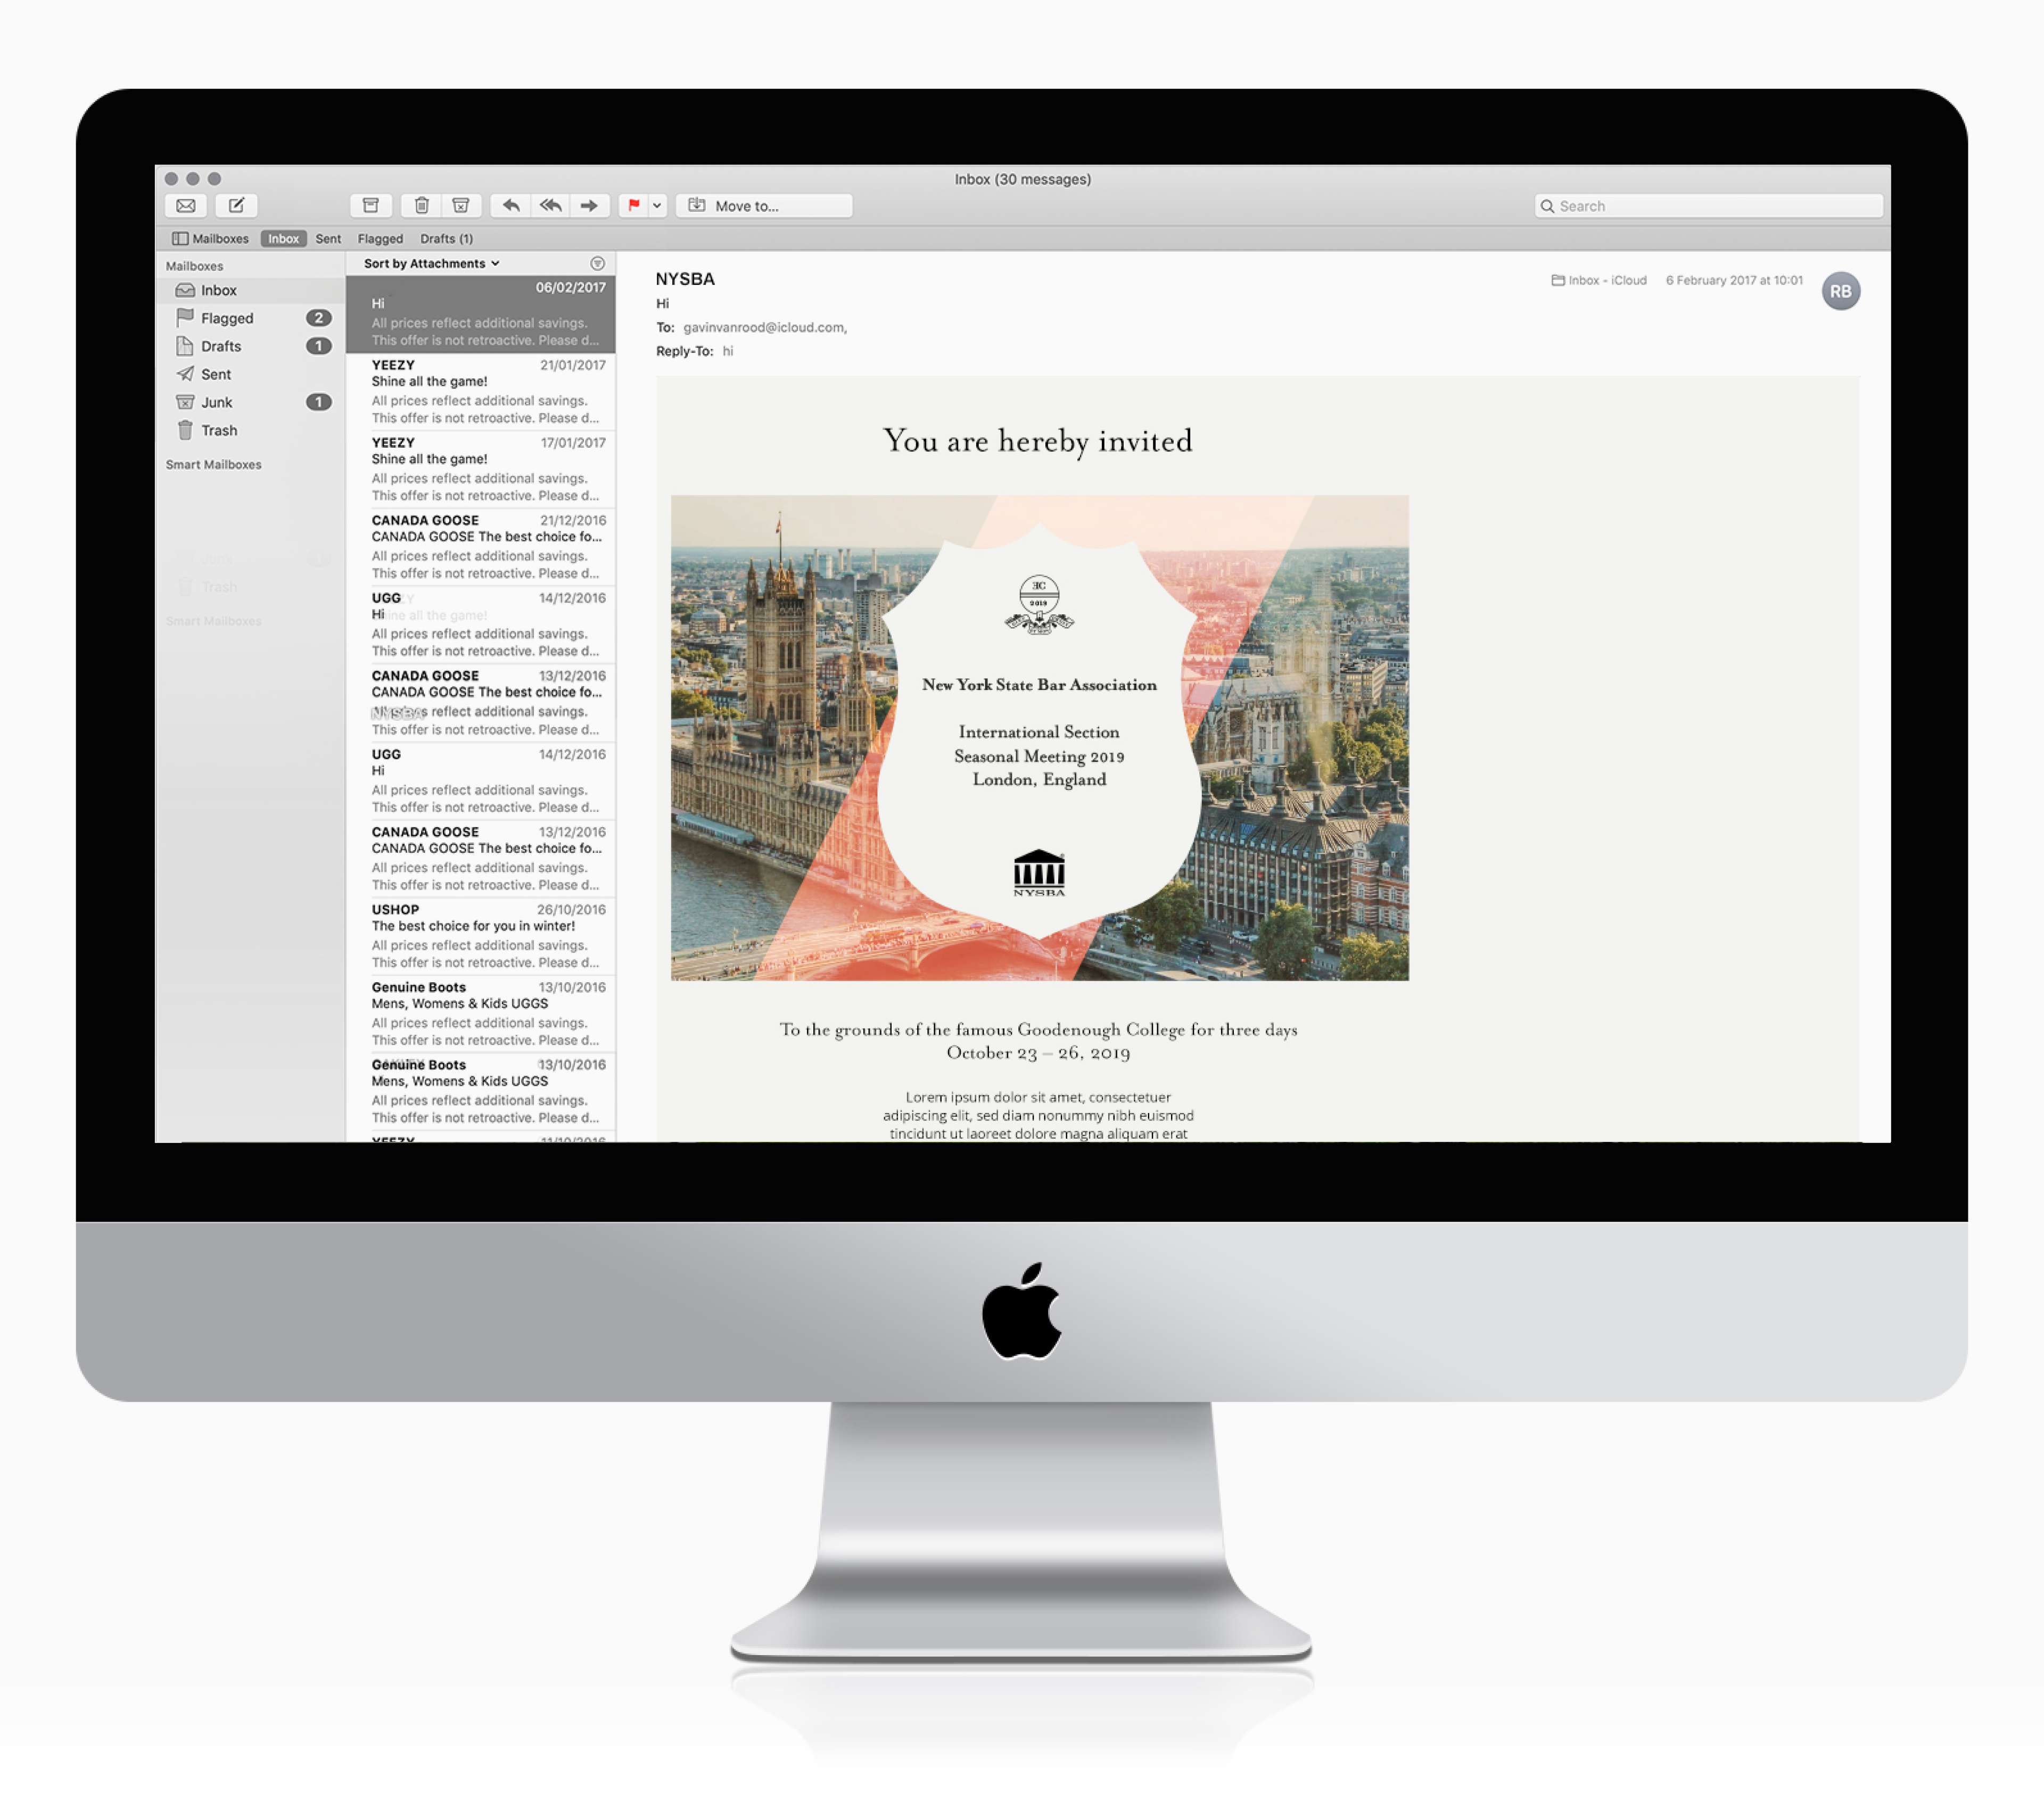 Inbox (30 messages)
Move to...
Search
Mailboxes Inbox Sent Flagged Drafts (1)
Mailboxes
Inbox
Flagged 2
Drafts 1
Sent
Junk 1
Trash
Smart Mailboxes
Trash
Smart Mailboxes
Sort by Attachments
06/02/2017
Hi
All prices reflect additional savings.
This offer is not retroactive. Please d...
YEEZY 21/01/2017
Shine all the game!
All prices reflect additional savings.
This offer is not retroactive. Please d...
YEEZY 17/01/2017
Shine all the game!
All prices reflect additional savings.
This offer is not retroactive. Please d...
CANADA GOOSE 21/12/2016
CANADA GOOSE The best choice fo...
All prices reflect additional savings.
This offer is not retroactive. Please d...
UGG 14/12/2016
Hi
All prices reflect additional savings.
This offer is not retroactive. Please d...
CANADA GOOSE 13/12/2016
CANADA GOOSE The best choice fo...
reflect additional savings.
This offer is not retroactive. Please d...
UGG 14/12/2016
Hi
All prices reflect additional savings.
This offer is not retroactive. Please d...
CANADA GOOSE 13/12/2016
CANADA GOOSE The best choice fo...
All prices reflect additional savings.
This offer is not retroactive. Please d...
USHOP 26/10/2016
The best choice for you in winter!
All prices reflect additional savings.
This offer is not retroactive. Please d...
Genuine Boots 13/10/2016
Mens, Womens & Kids UGGS
All prices reflect additional savings.
This offer is not retroactive. Please d...
Genuine Boots 13/10/2016
Mens, Womens & Kids UGGS
All prices reflect additional savings.
This offer is not retroactive. Please d...
YEEZY 11/10/2016
NYSBA
Inbox - iCloud 6 February 2017 at 10:01 RB
Hi
To: gavinvanrood@icloud.com,
Reply-To: hi
You are hereby invited
2019
New York State Bar Association
International Section
Seasonal Meeting 2019
London, England
NYSBA
To the grounds of the famous Goodenough College for three days
October 23 – 26, 2019
Lorem ipsum dolor sit amet, consectetuer
adipiscing elit, sed diam nonummy nibh euismod
tincidunt ut laoreet dolore magna aliquam erat